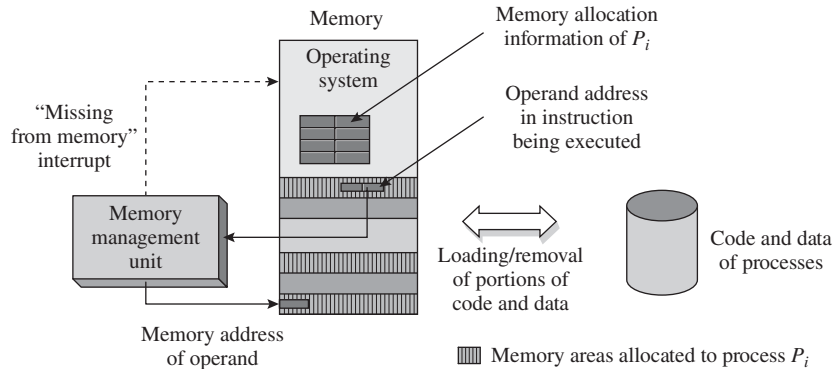 Memory
Operating
system
Memory allocation
information of Pi
Operand address
in instruction
being executed
“Missing
from memory”
interrupt
Memory
management
unit
Memory address
of operand
Loading/removal
of portions of
code and data
Code and data
of processes
Memory areas allocated to process Pi